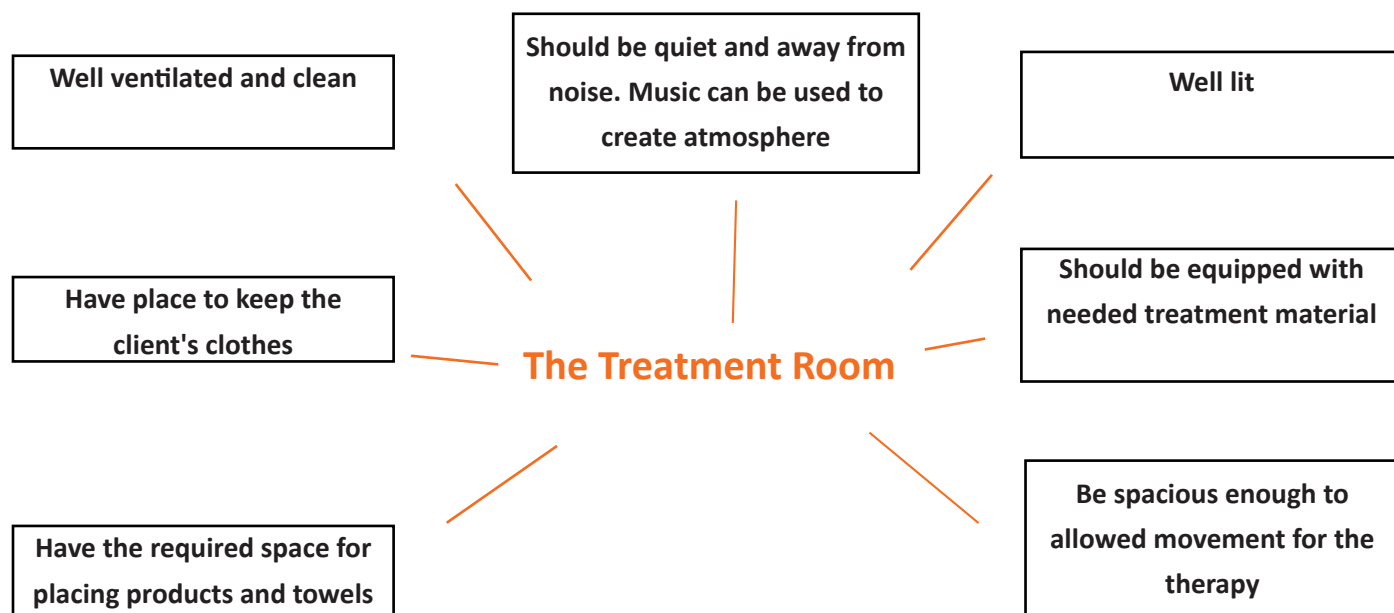 Well ventilated and clean
Should be quiet and away from
noise. Music can be used to
create atmosphere
Well lit
Have place to keep the
client's clothes
The Treatment Room
Should be equipped with
needed treatment material
Have the required space for
placing products and towels
Be spacious enough to
allowed movement for the
therapy